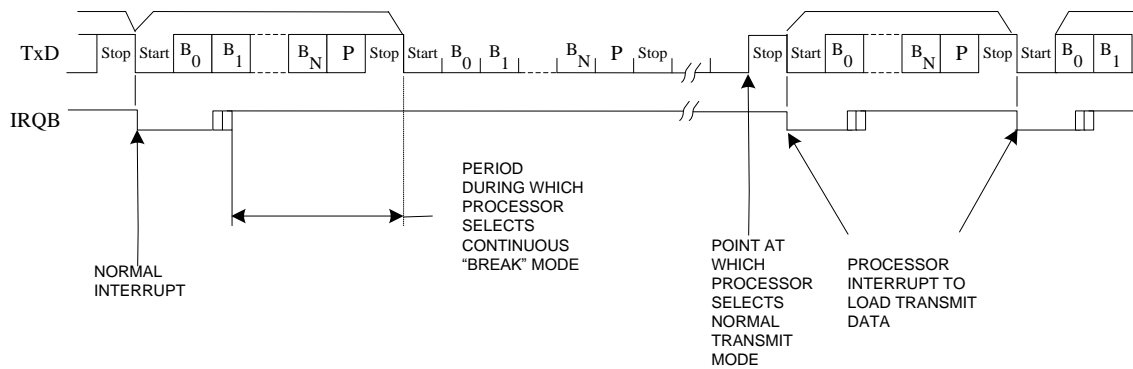 TxD Stop Start B0 B1 BN P Stop Start B0 B1 BN P Stop Stop Start B0 BN P Stop Start B0 B1
IRQB
NORMAL
INTERRUPT
PERIOD
DURING WHICH
PROCESSOR
SELECTS
CONTINUOUS
“BREAK” MODE
POINT AT
WHICH
PROCESSOR
SELECTS
NORMAL
TRANSMIT
MODE
PROCESSOR
INTERRUPT TO
LOAD TRANSMIT
DATA